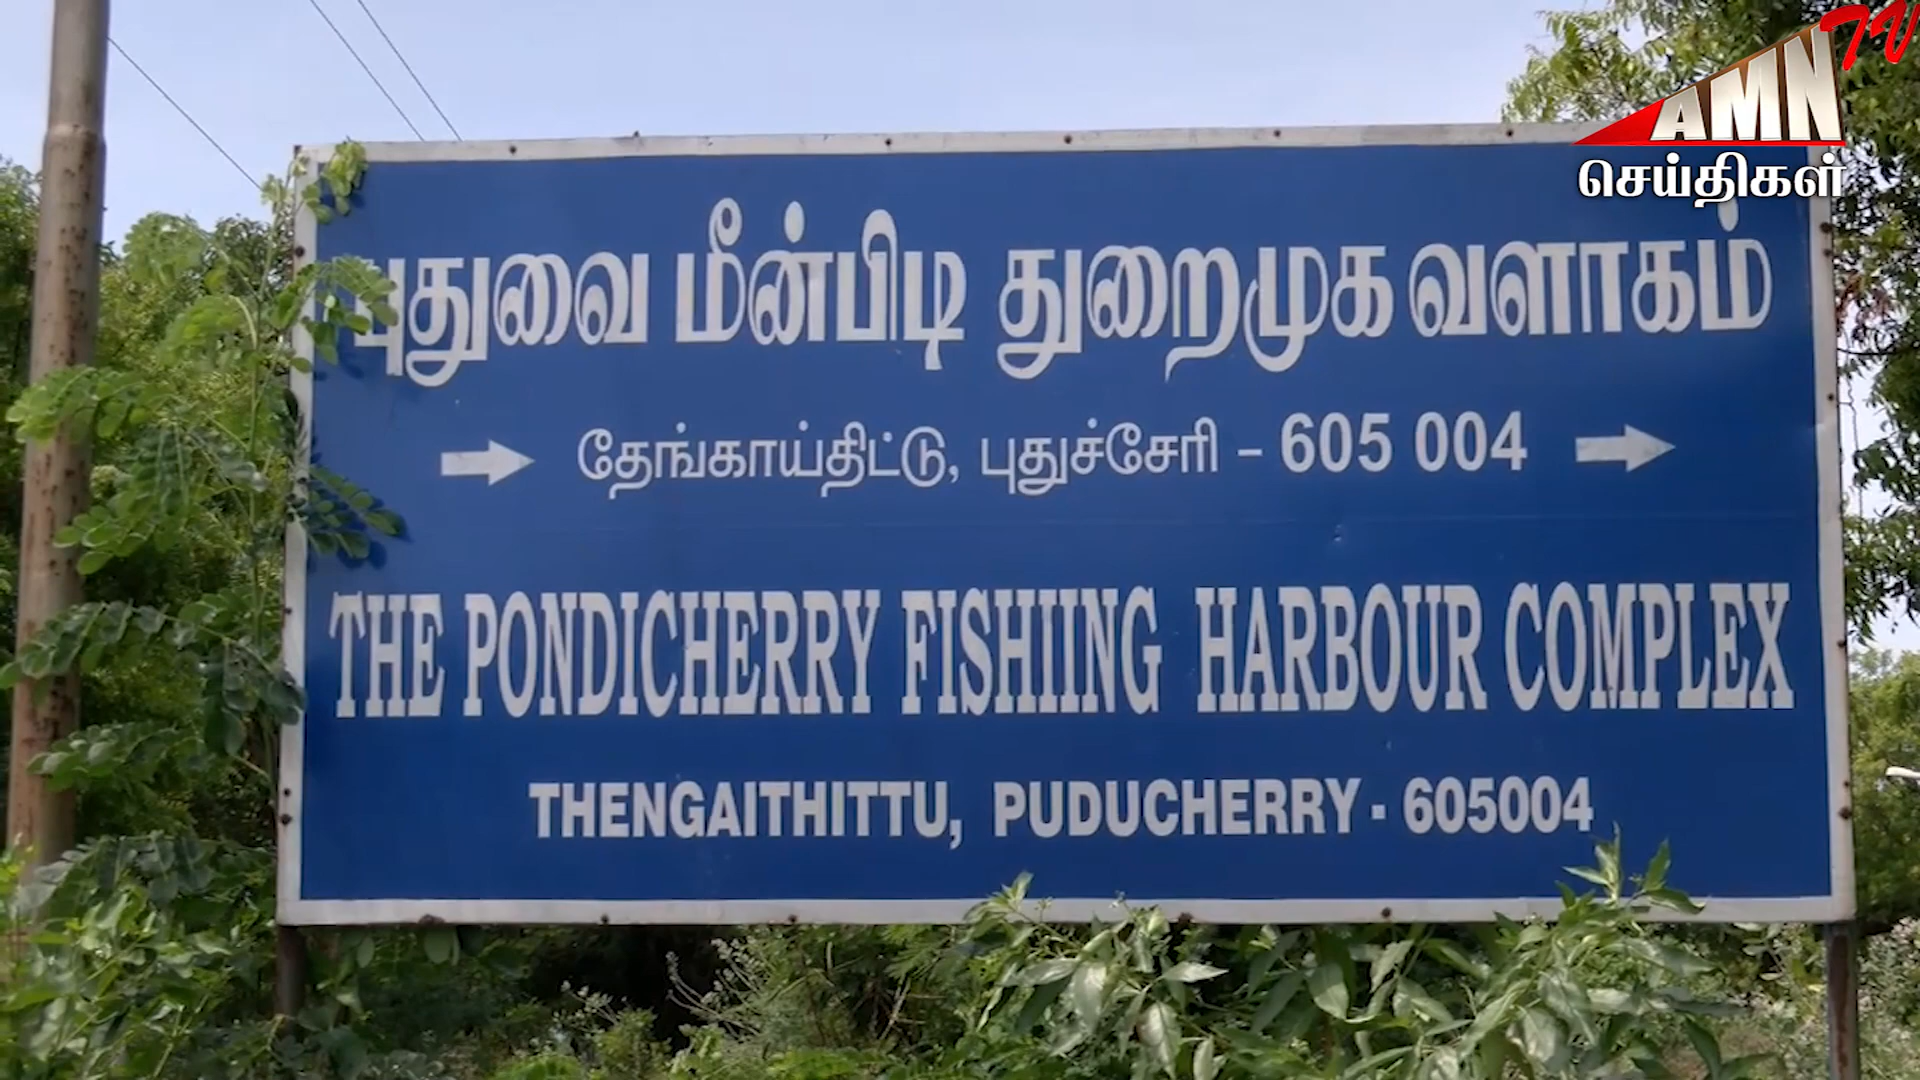 AMN TV
செய்திகள்
புதுவை மீன்பிடி துறைமுக வளாகம்
தேங்காய்திட்டு, புதுச்சேரி – 605 004
THE PONDICHERRY FISHIING HARBOUR COMPLEX
THENGAITHITTU, PUDUCHERRY - 605004